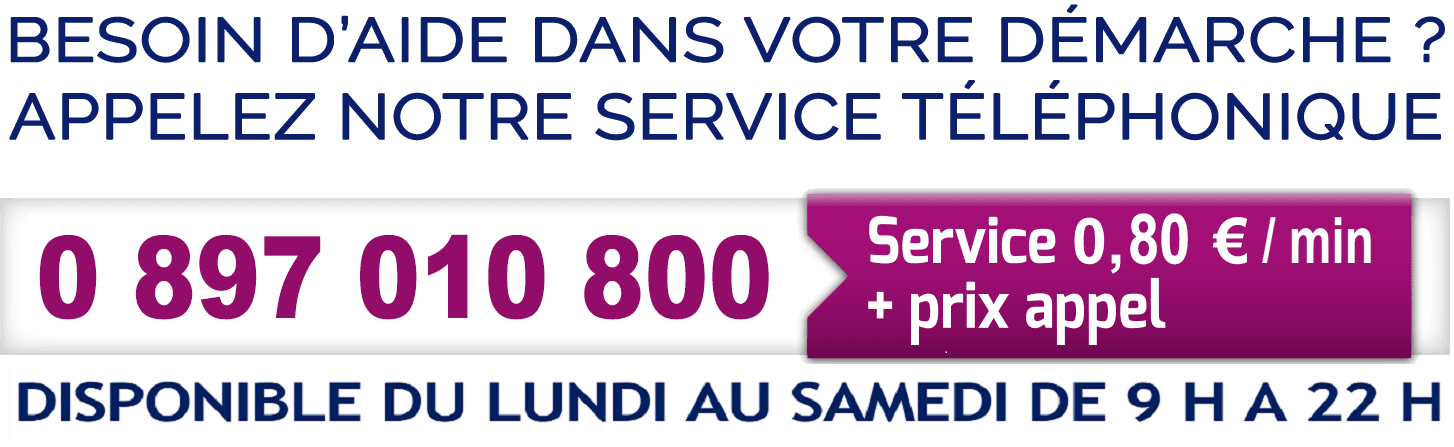 BESOIN D'AIDE DANS VOTRE DÉMARCHE ?
APPELEZ NOTRE SERVICE TÉLÉPHONIQUE
0 897 010 800
Service 0,80 € / min
+ prix appel
DISPONIBLE DU LUNDI AU SAMEDI DE 9 H A 22 H